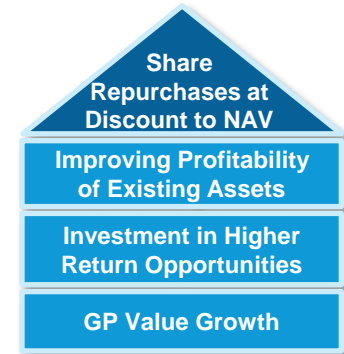 Share
Repurchases at
Discount to NAV
Improving Profitability
of Existing Assets
Investment in Higher
Return Opportunities
GP Value Growth